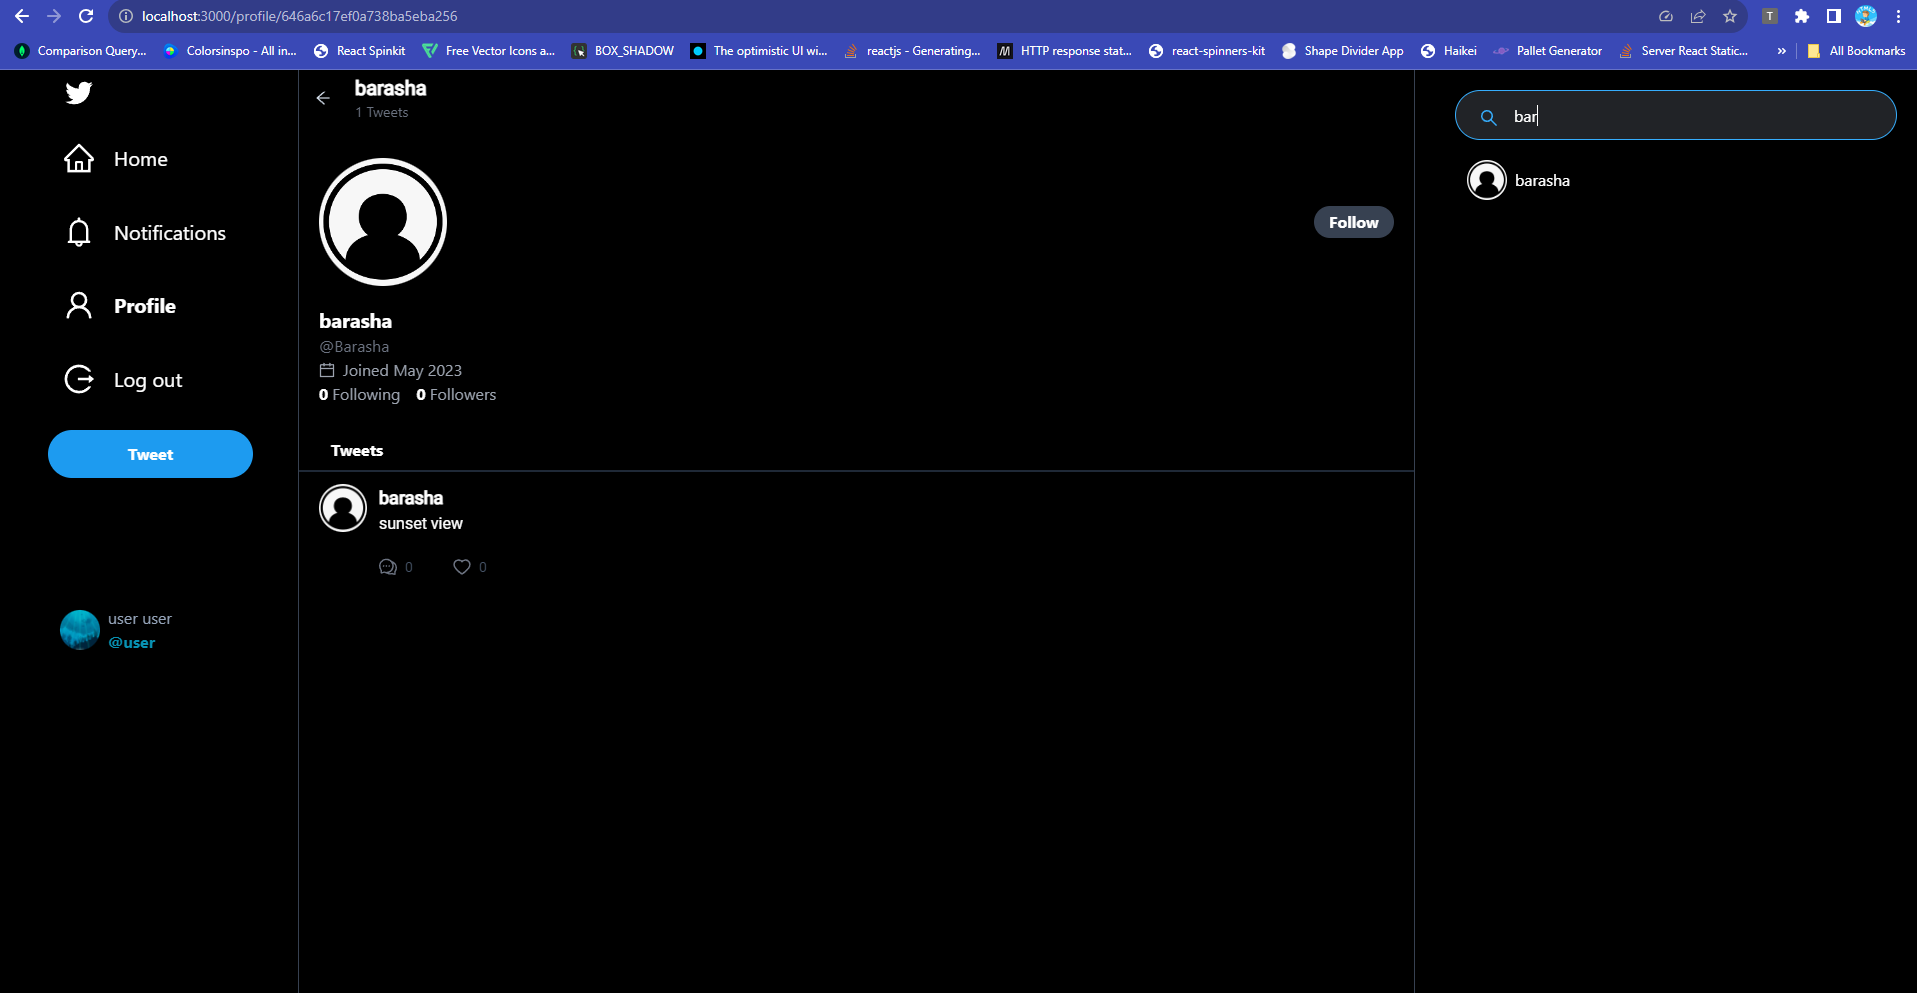 localhost:3000/profile/646a6c17ef0a738ba5eba256
T
Comparison Query...
Colorsinspo - All in...
React Spinkit
Free Vector Icons a...
BOX_SHADOW
The optimistic UI wi...
reactjs - Generating...
M
HTTP response stat...
react-spinners-kit
Shape Divider App
Haikei
Pallet Generator
Server React Static...
»
All Bookmarks
Home
Notifications
Profile
Log out
Tweet
user user
@user
barasha
1 Tweets
Follow
barasha
@Barasha
Joined May 2023
0 Following 0 Followers
Tweets
barasha
sunset view
0 0
bar
barasha